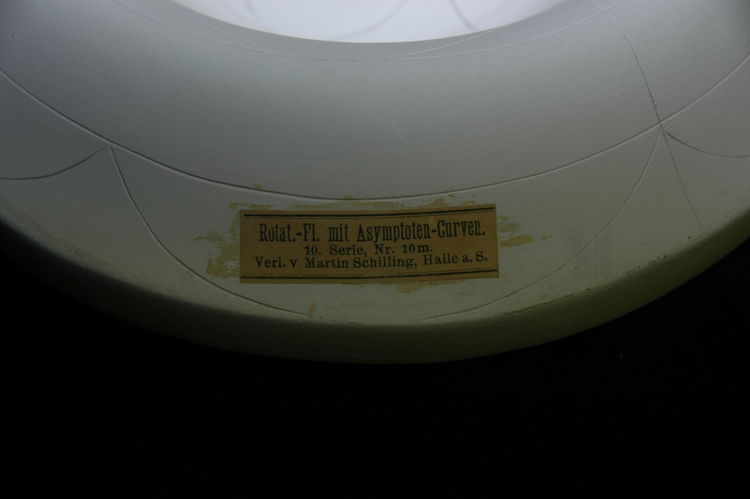 Rotat.-Fl. mit Asymptoten-Curven.
10. Serie, Nr. 10m.
Verl. v Martin Schilling, Halle a. S.